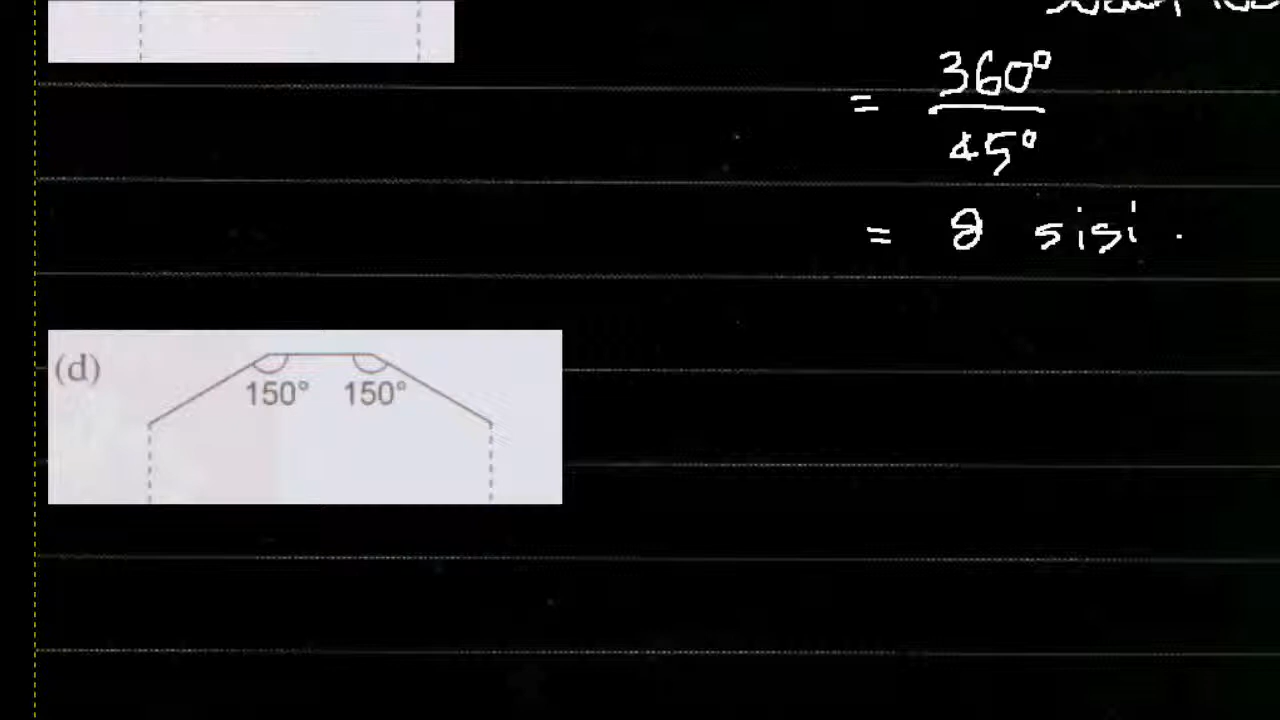 = 360°
45°
= 8 sisi .
(d)
150° 150°